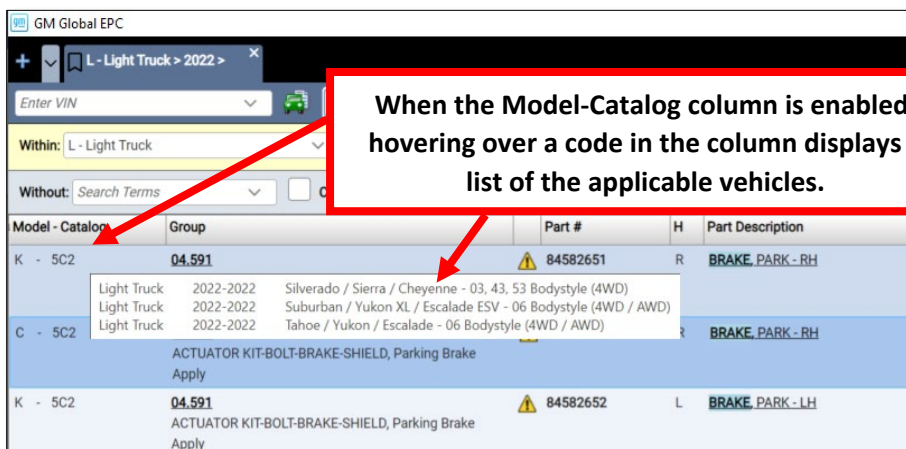 GM Global EPC
+ L - Light Truck > 2022 > ×
Enter VIN
When the Model-Catalog column is enabled
hovering over a code in the column displays
list of the applicable vehicles.
Within: L - Light Truck
Without: Search Terms
Model - Catalog Group Part # H Part Description
K - 5C2 04.591 84582651 R BRAKE, PARK - RH
Light Truck 2022-2022 Silverado / Sierra / Cheyenne - 03, 43, 53 Bodystyle (4WD)
Light Truck 2022-2022 Suburban / Yukon XL / Escalade ESV - 06 Bodystyle (4WD / AWD)
Light Truck 2022-2022 Tahoe / Yukon / Escalade - 06 Bodystyle (4WD / AWD)
C - 5C2 R BRAKE, PARK - RH
ACTUATOR KIT-BOLT-BRAKE-SHIELD, Parking Brake
Apply
K - 5C2 04.591 84582652 L BRAKE, PARK - LH
ACTUATOR KIT-BOLT-BRAKE-SHIELD, Parking Brake
Apply